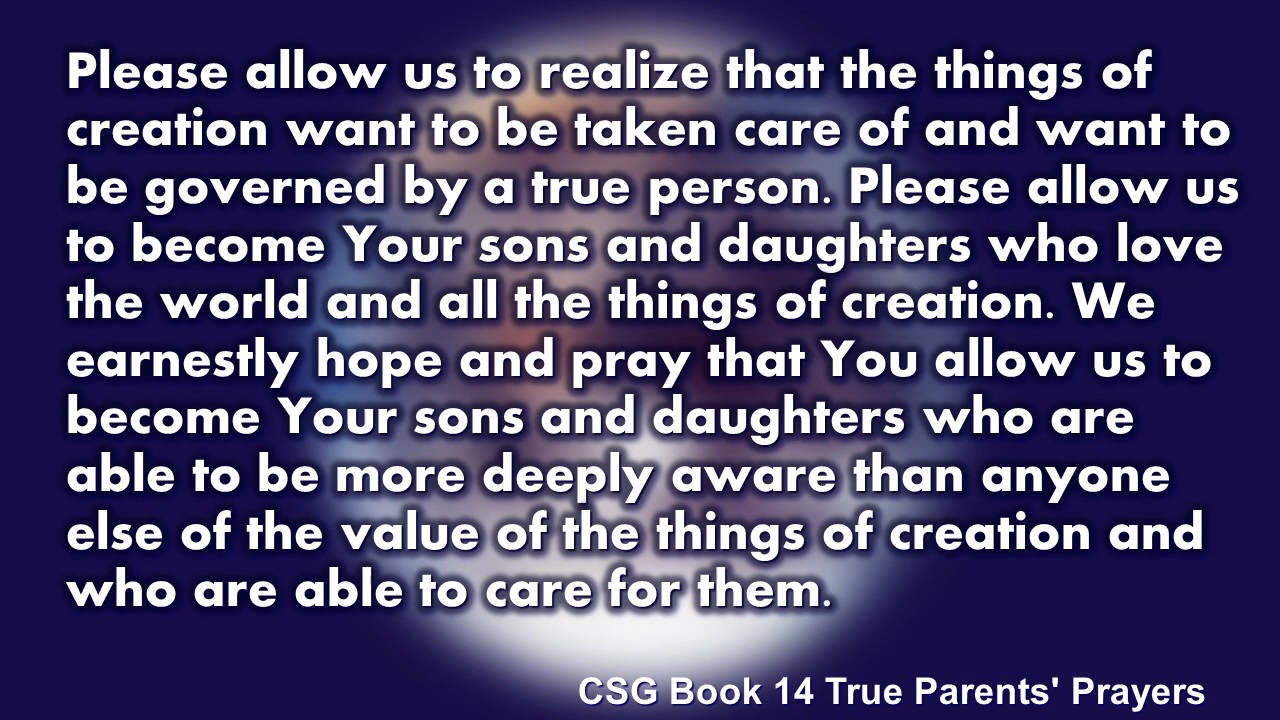 Please allow us to realize that the things of
creation want to be taken care of and want to
be governed by a true person. Please allow us
to become Your sons and daughters who love
the world and all the things of creation. We
earnestly hope and pray that You allow us to
become Your sons and daughters who are
able to be more deeply aware than anyone
else of the value of the things of creation and
who are able to care for them.
CSG Book 14 True Parents' Prayers